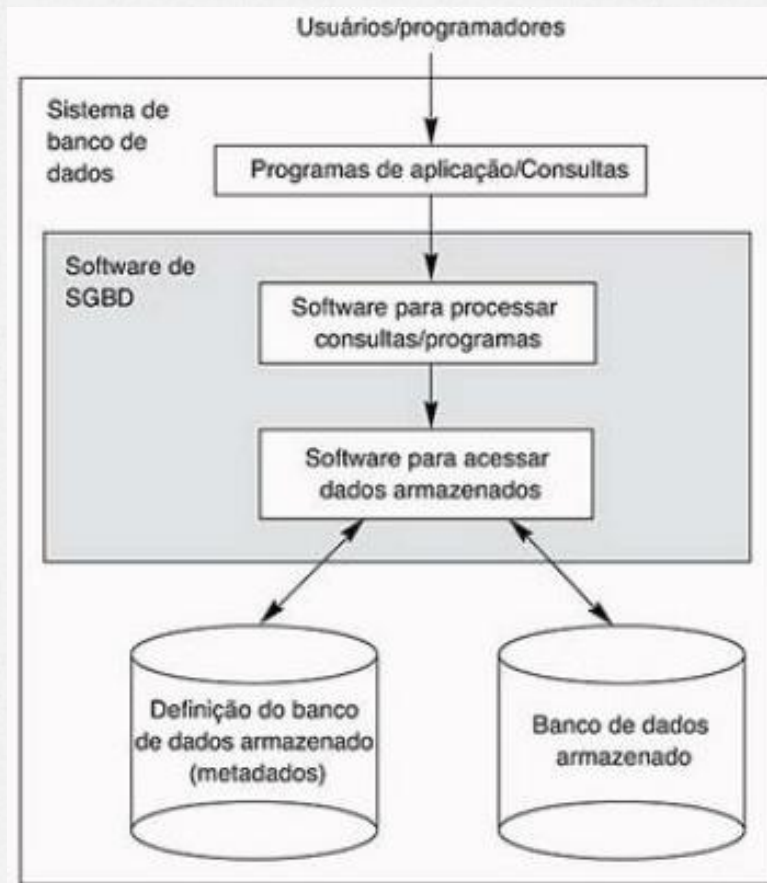 Usuários/programadores
Sistema de
banco de
dados
Programas de aplicação/Consultas
Software de
SGBD
Software para processar
consultas/programas
Software para acessar
dados armazenados
Definição do banco
de dados armazenado
(metadados)
Banco de dados
armazenado